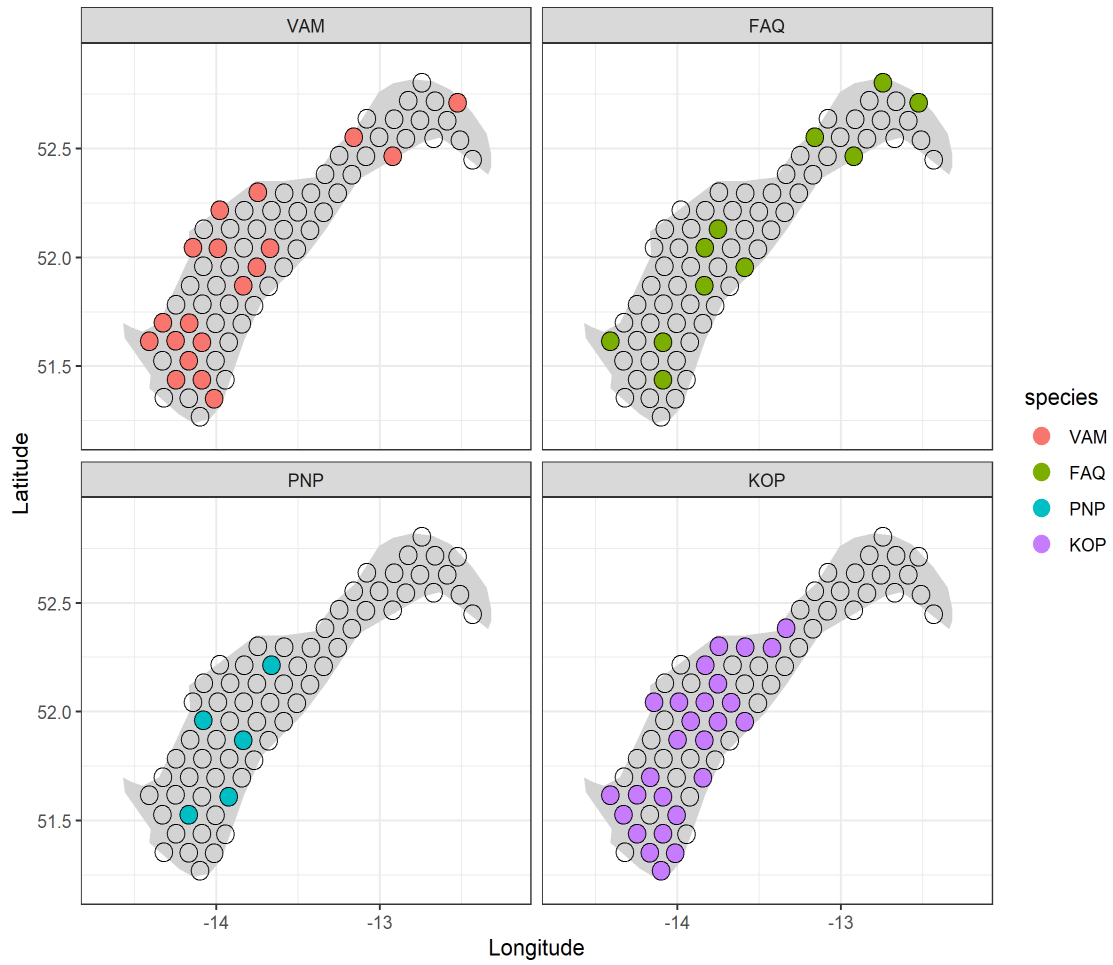 VAM
FAQ
52.5
52.0
51.5
PNP
KOP
52.5
52.0
51.5
-14
-13
-14
-13
Longitude
Latitude
species
VAM
FAQ
PNP
KOP